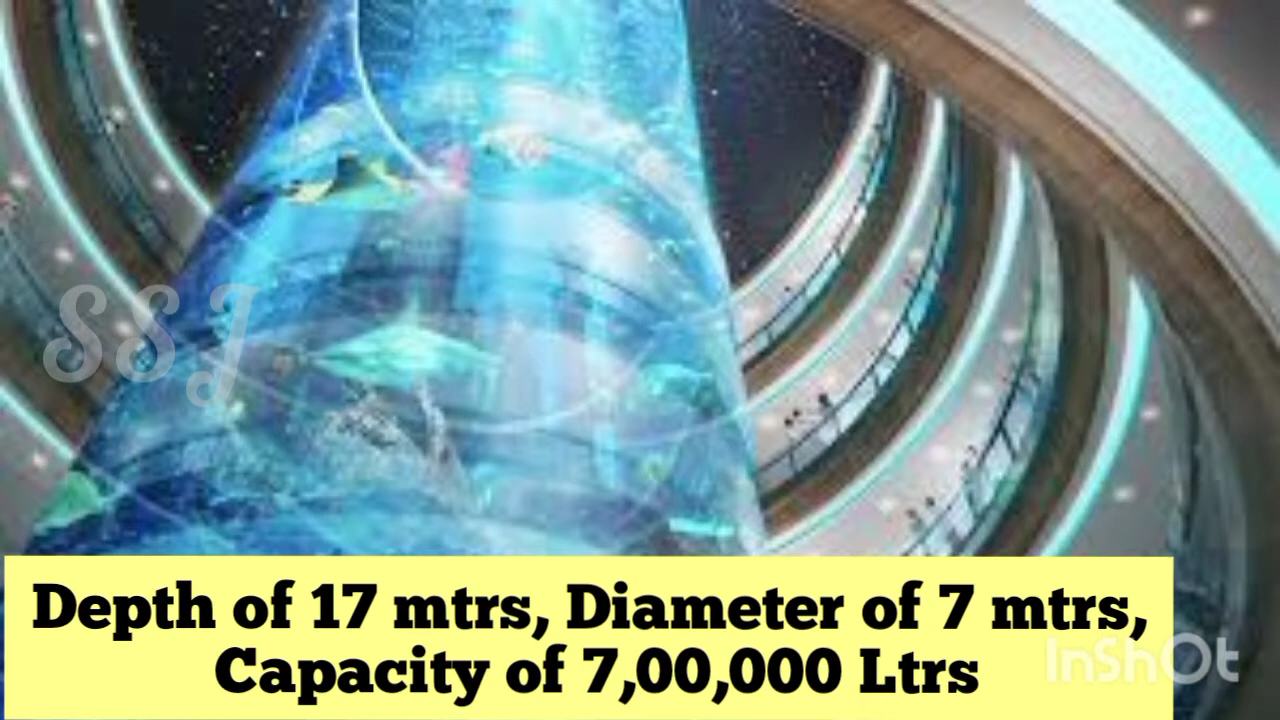 SSJ
Depth of 17 mtrs, Diameter of 7 mtrs,
Capacity of 7,00,000 Ltrs
InShOt